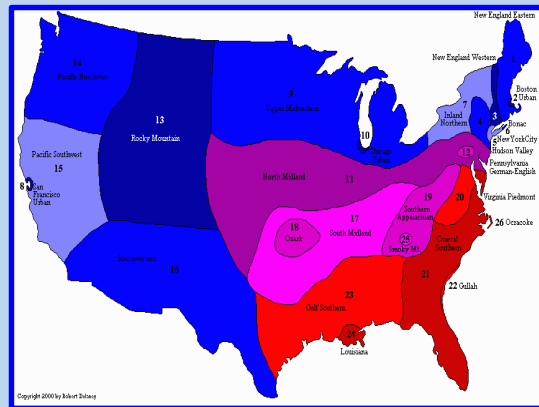 New England Eastern
14
Pacific Northwest
New England Western
1
9
Upper Midwestern
Boston
2 Urban
7
Inland
Northern
3
4
6
Bonac
5
New York City
13
Rocky Mountain
10
Chicago
Urban
Hudson Valley
12
Pennsylvania
German-English
Pacific Southwest
15
8
San
Francisco
Urban
North Midland
11
19
Southern
Appalachian
20
Virginia Piedmont
17
South Midland
18
Ozark
26 Ocracoke
25
Smoky Mt.
Coastal
Southern
Southwestern
16
21
22 Gullah
23
Gulf Southern
24
Louisiana
Copyright 2000 by Robert Delaney